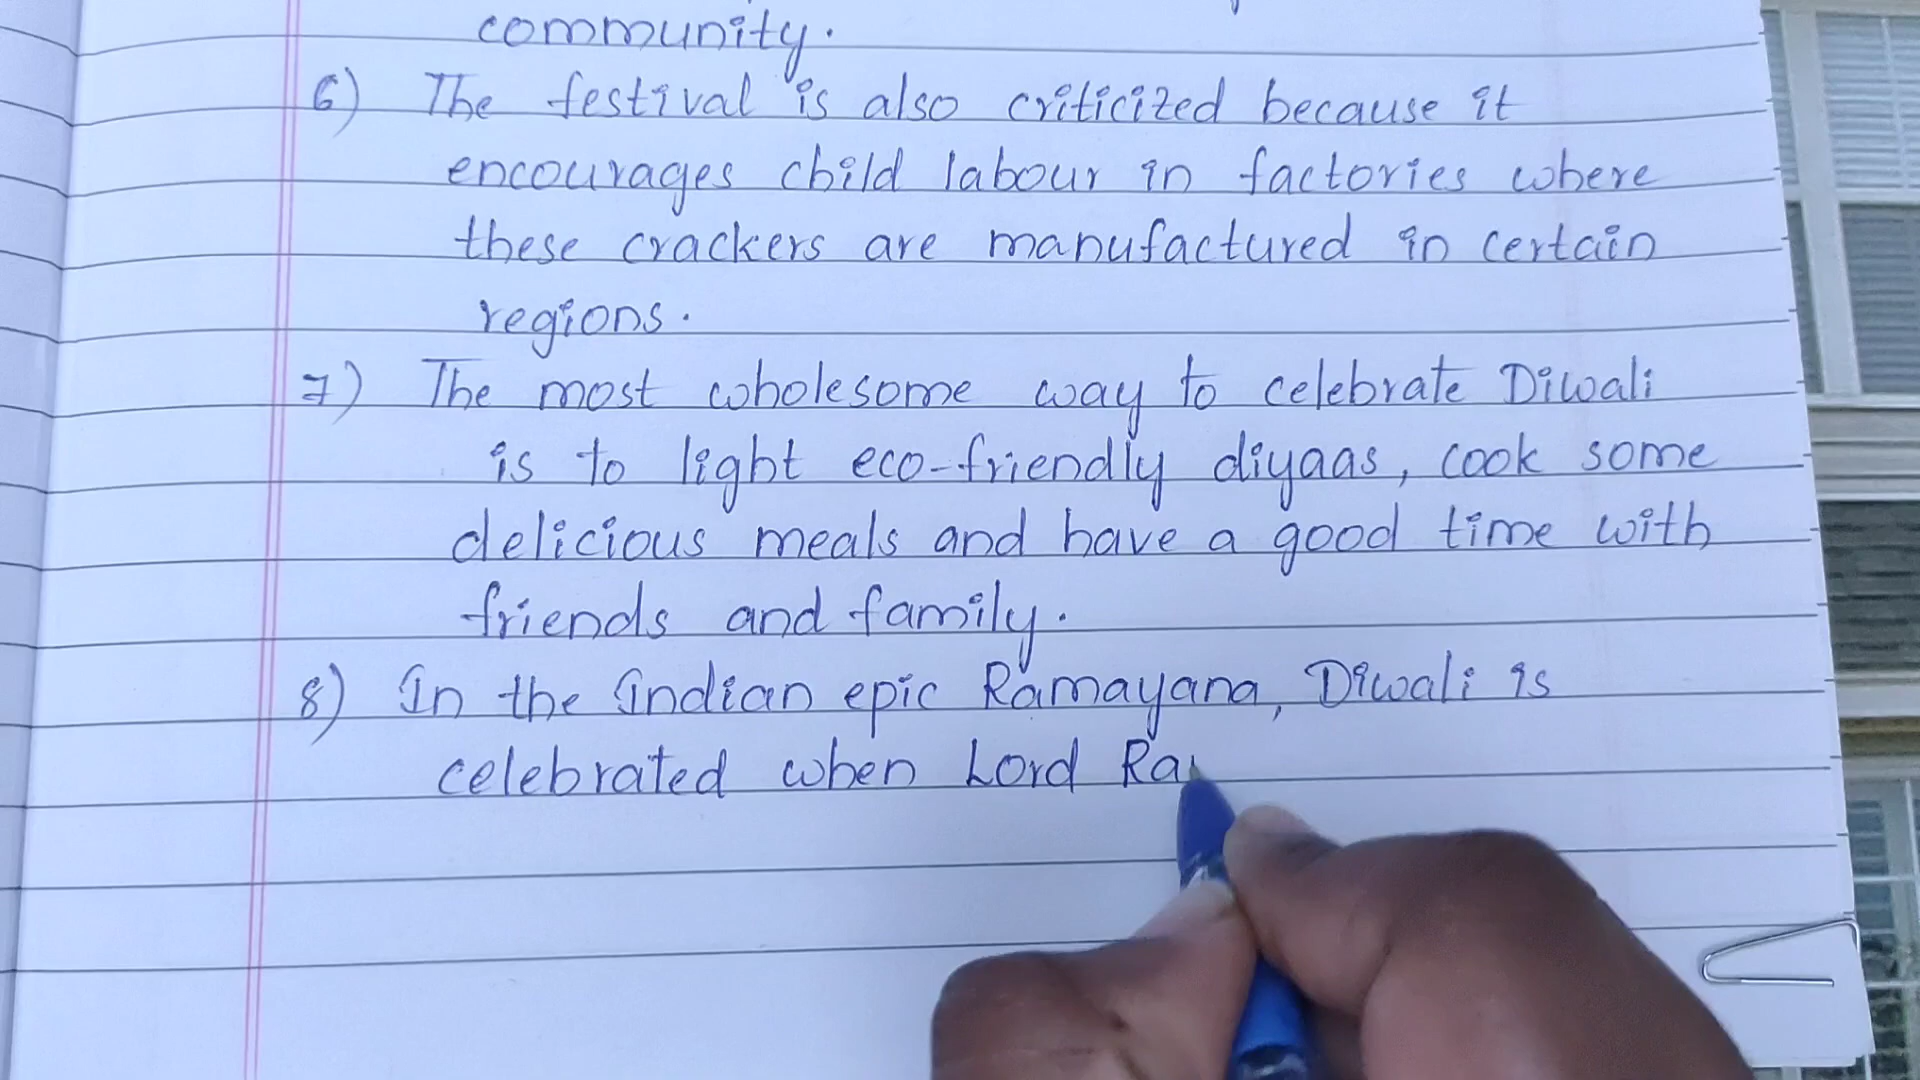 community.
6) The festival is also criticized because it
encourages child labour in factories where
these crackers are manufactured in certain
regions.
7) The most wholesome way to celebrate Diwali
is to light eco-friendly diyaas, cook some
delicious meals and have a good time with
friends and family.
8) In the Indian epic Ramayana, Diwali is
celebrated when Lord Ra